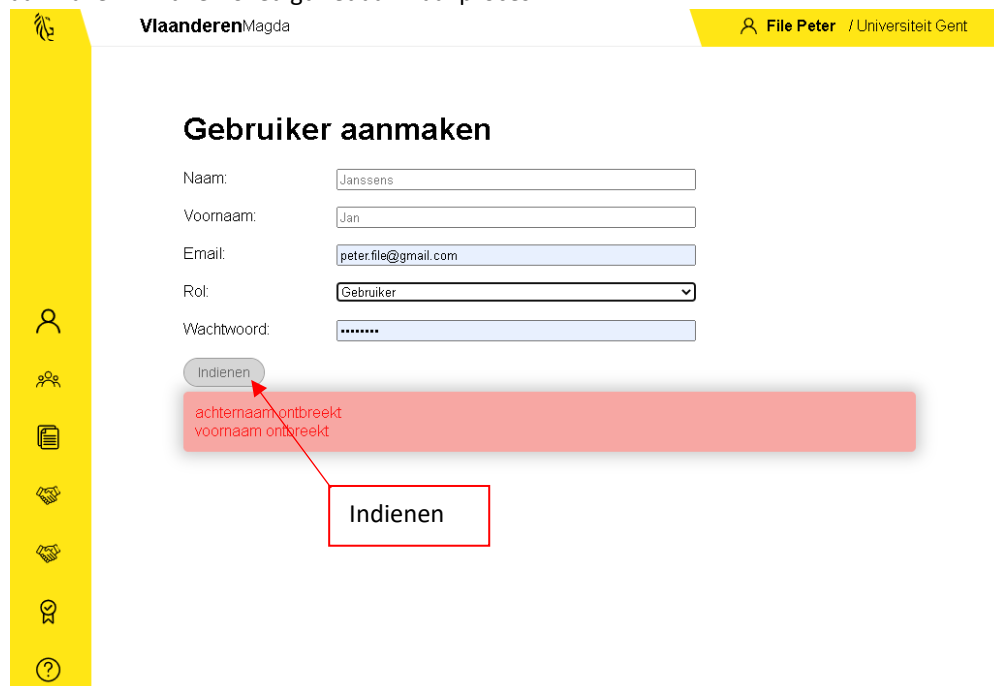 VlaanderenMagda
File Peter / Universiteit Gent
Gebruiker aanmaken
Naam: Janssens
Voornaam: Jan
Email: peter.file@gmail.com
Rol: Gebruiker
Wachtwoord: ••••••••
Indienen
achternaam ontbreekt
voornaam ontbreekt
Indienen